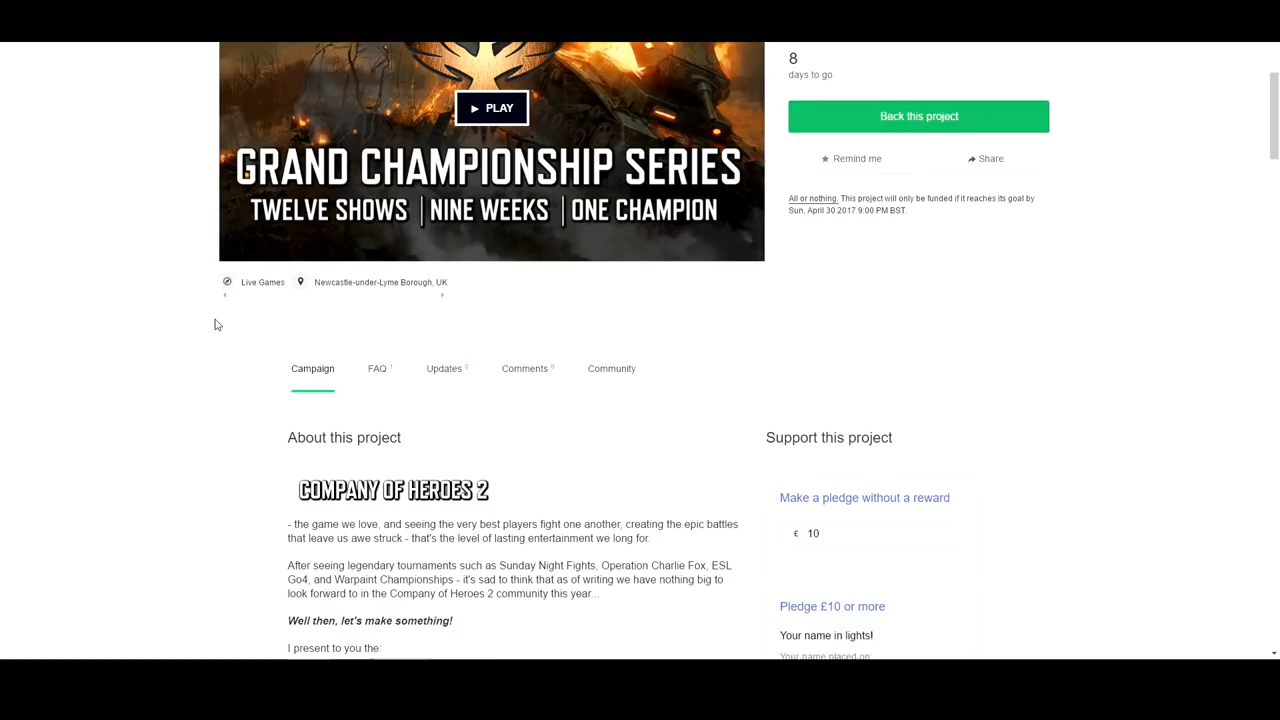 8
days to go
▶ PLAY
Back this project
GRAND CHAMPIONSHIP SERIES
TWELVE SHOWS | NINE WEEKS | ONE CHAMPION
Remind me
Share
All or nothing. This project will only be funded if it reaches its goal by
Sun, April 30 2017 9:00 PM BST.
Live Games
Newcastle-under-Lyme Borough, UK
Campaign
FAQ 1
Updates 0
Comments
Community
About this project
Support this project
COMPANY OF HEROES 2
- the game we love, and seeing the very best players fight one another, creating the epic battles
that leave us awe struck - that's the level of lasting entertainment we long for.
After seeing legendary tournaments such as Sunday Night Fights, Operation Charlie Fox, ESL
Go4, and Warpaint Championships - it's sad to think that as of writing we have nothing big to
look forward to in the Company of Heroes 2 community this year...
Well then, let's make something!
I present to you the:
Make a pledge without a reward
£ 10
Pledge £10 or more
Your name in lights!
Your name placed on: